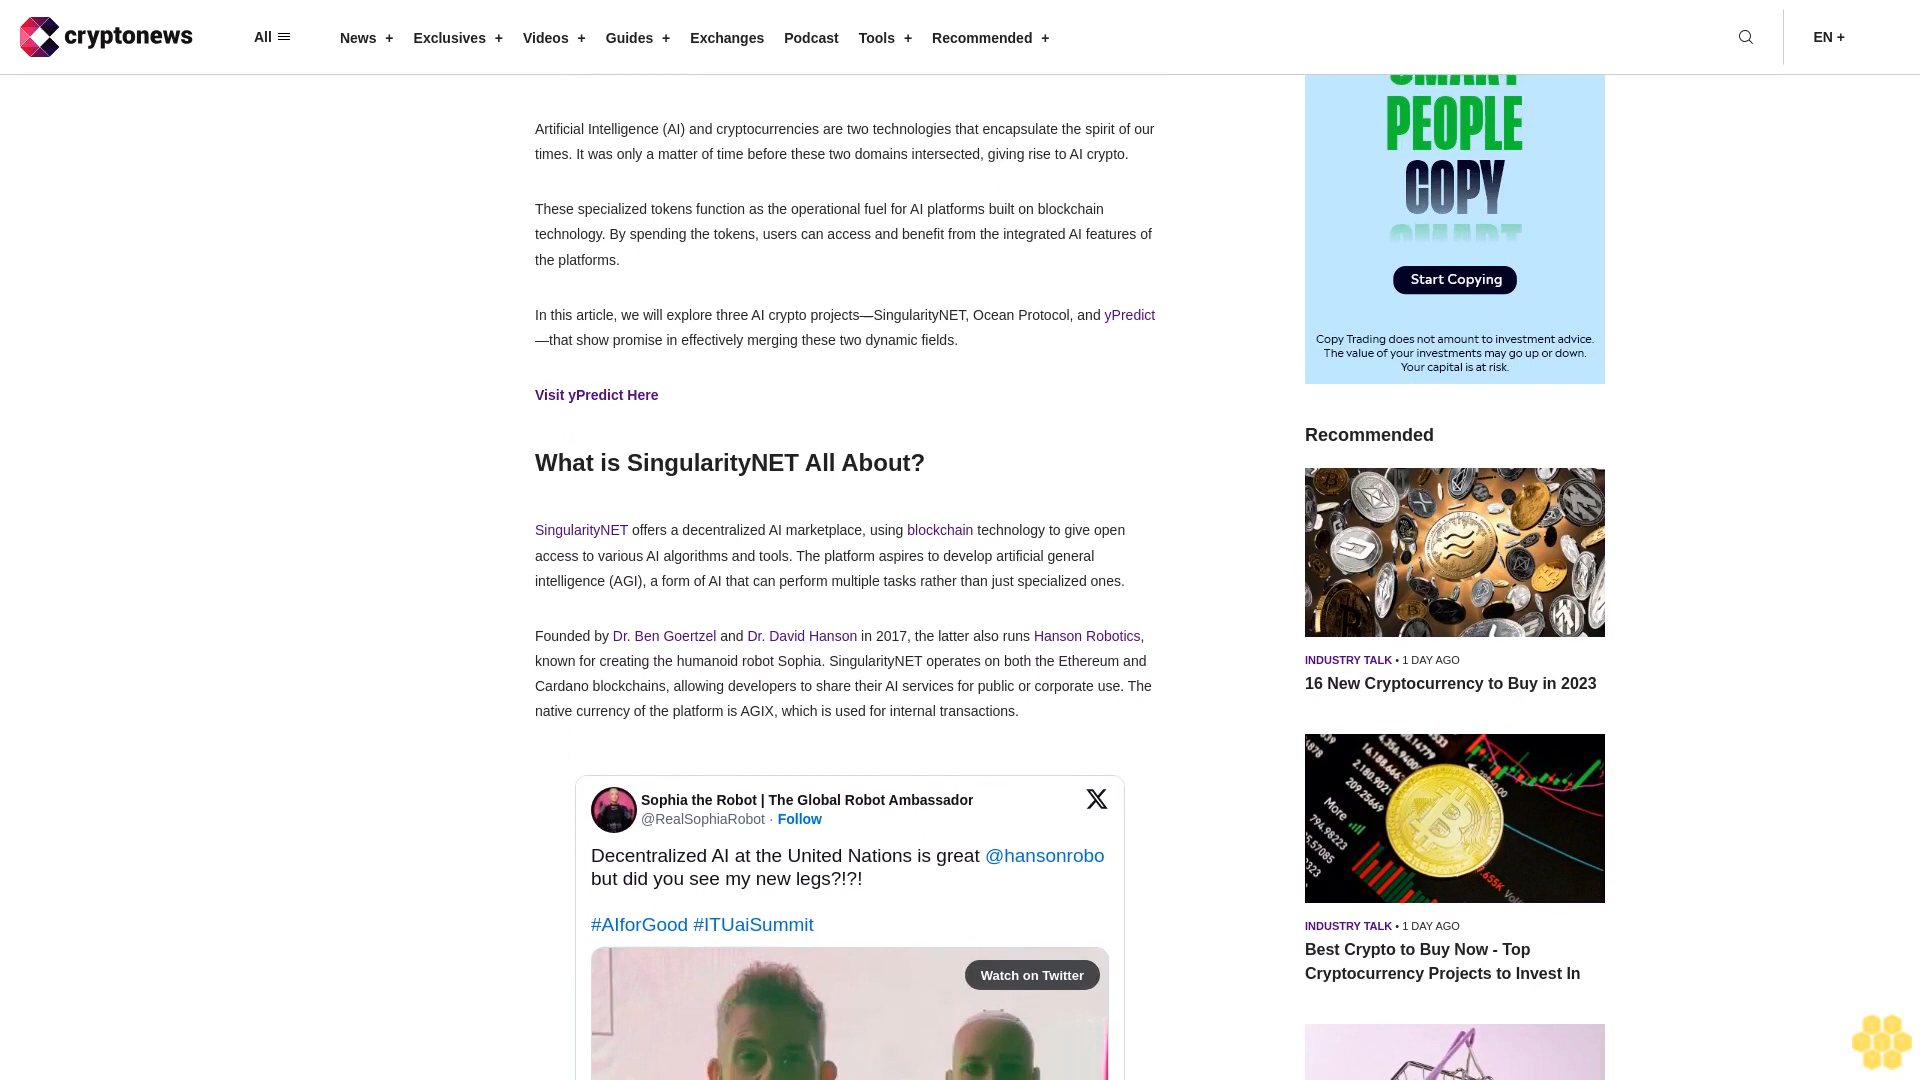 cryptonews
All
News +
Exclusives +
Videos +
Guides +
Exchanges
Podcast
Tools +
Recommended +
EN +
Artificial Intelligence (AI) and cryptocurrencies are two technologies that encapsulate the spirit of our
times. It was only a matter of time before these two domains intersected, giving rise to AI crypto.
These specialized tokens function as the operational fuel for AI platforms built on blockchain
technology. By spending the tokens, users can access and benefit from the integrated AI features of
the platforms.
In this article, we will explore three AI crypto projects—SingularityNET, Ocean Protocol, and yPredict
—that show promise in effectively merging these two dynamic fields.
Visit yPredict Here
What is SingularityNET All About?
SingularityNET offers a decentralized AI marketplace, using blockchain technology to give open
access to various AI algorithms and tools. The platform aspires to develop artificial general
intelligence (AGI), a form of AI that can perform multiple tasks rather than just specialized ones.
Founded by Dr. Ben Goertzel and Dr. David Hanson in 2017, the latter also runs Hanson Robotics,
known for creating the humanoid robot Sophia. SingularityNET operates on both the Ethereum and
Cardano blockchains, allowing developers to share their AI services for public or corporate use. The
native currency of the platform is AGIX, which is used for internal transactions.
Sophia the Robot | The Global Robot Ambassador
@RealSophiaRobot · Follow
Decentralized AI at the United Nations is great @hansonrobo
but did you see my new legs?!?!
#AIforGood #ITUaiSummit
Watch on Twitter
SMART
PEOPLE
COPY
SMART
Start Copying
Copy Trading does not amount to investment advice.
The value of your investments may go up or down.
Your capital is at risk.
Recommended
INDUSTRY TALK • 1 DAY AGO
16 New Cryptocurrency to Buy in 2023
More
794.98223
209.25669
2.180.9021
INDUSTRY TALK • 1 DAY AGO
Best Crypto to Buy Now - Top
Cryptocurrency Projects to Invest In